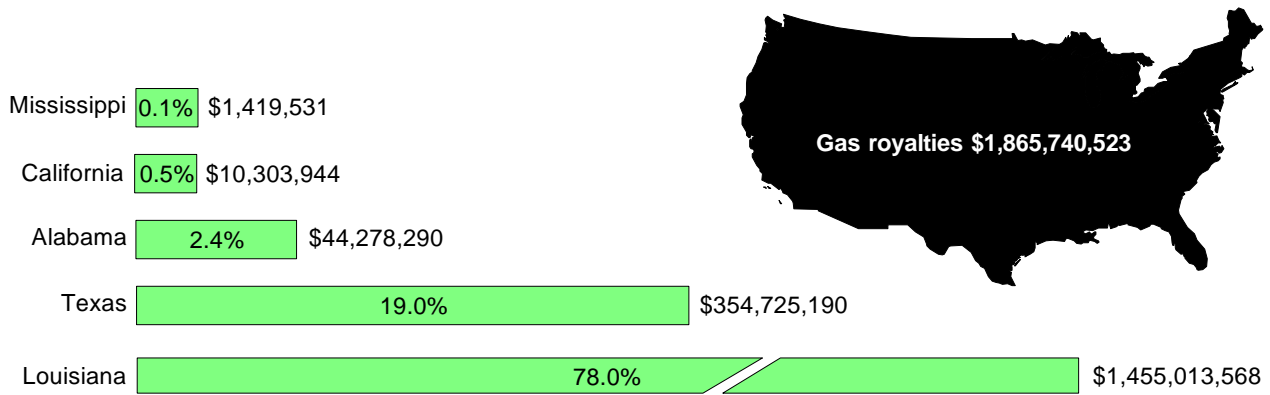 Mississippi 0.1% $1,419,531
Gas royalties $1,865,740,523
California 0.5% $10,303,944
Alabama 2.4% $44,278,290
Texas 19.0% $354,725,190
Louisiana 78.0% $1,455,013,568